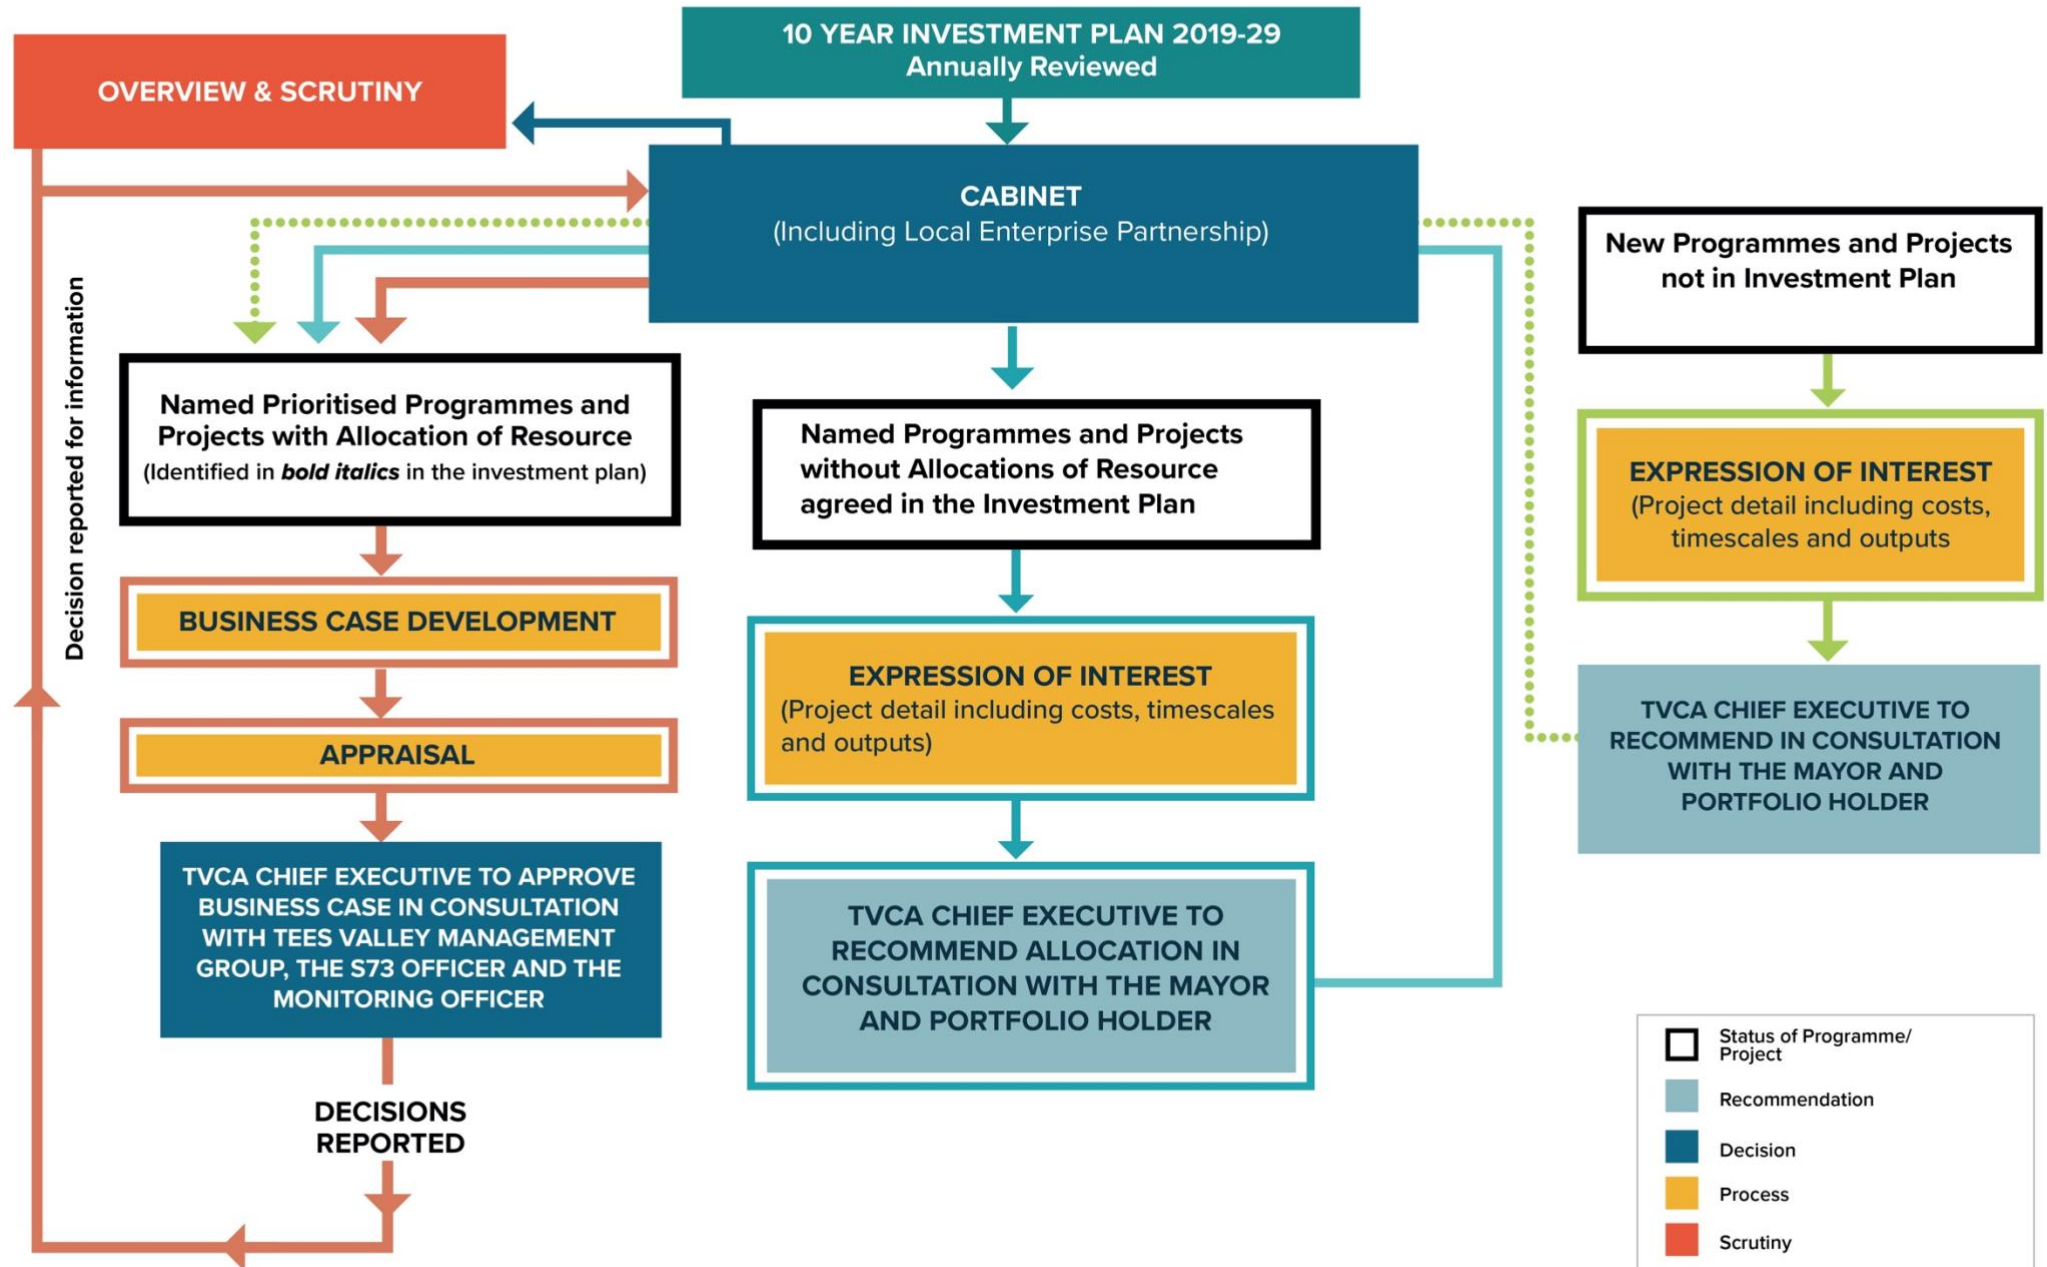 10 YEAR INVESTMENT PLAN 2019-29
Annually Reviewed
OVERVIEW & SCRUTINY
CABINET
(Including Local Enterprise Partnership)
New Programmes and Projects
not in Investment Plan
Decision reported for information
Named Prioritised Programmes and
Projects with Allocation of Resource
(Identified in bold italics in the investment plan)
BUSINESS CASE DEVELOPMENT
APPRAISAL
TVCA CHIEF EXECUTIVE TO APPROVE
BUSINESS CASE IN CONSULTATION
WITH TEES VALLEY MANAGEMENT
GROUP, THE S73 OFFICER AND THE
MONITORING OFFICER
DECISIONS
REPORTED
Named Programmes and Projects
without Allocations of Resource
agreed in the Investment Plan
EXPRESSION OF INTEREST
(Project detail including costs, timescales
and outputs)
TVCA CHIEF EXECUTIVE TO
RECOMMEND ALLOCATION IN
CONSULTATION WITH THE MAYOR
AND PORTFOLIO HOLDER
EXPRESSION OF INTEREST
(Project detail including costs,
timescales and outputs
TVCA CHIEF EXECUTIVE TO
RECOMMEND IN CONSULTATION
WITH THE MAYOR AND
PORTFOLIO HOLDER
Status of Programme/
Project
Recommendation
Decision
Process
Scrutiny